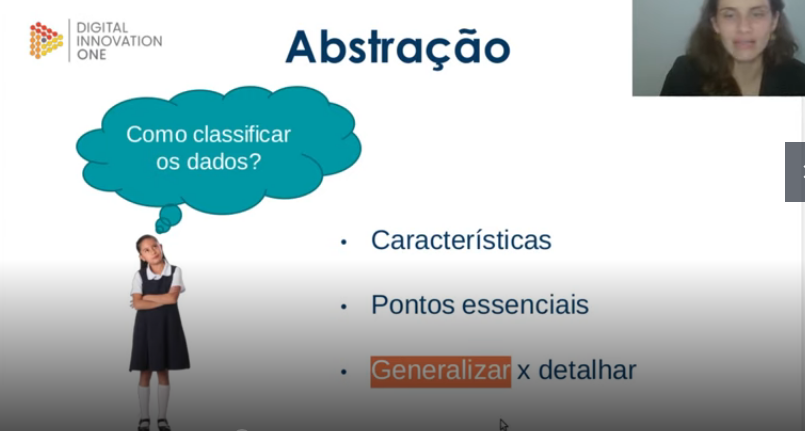 DIGITAL
INNOVATION
ONE
Abstração
Como classificar
os dados?
• Características
• Pontos essenciais
• Generalizar x detalhar